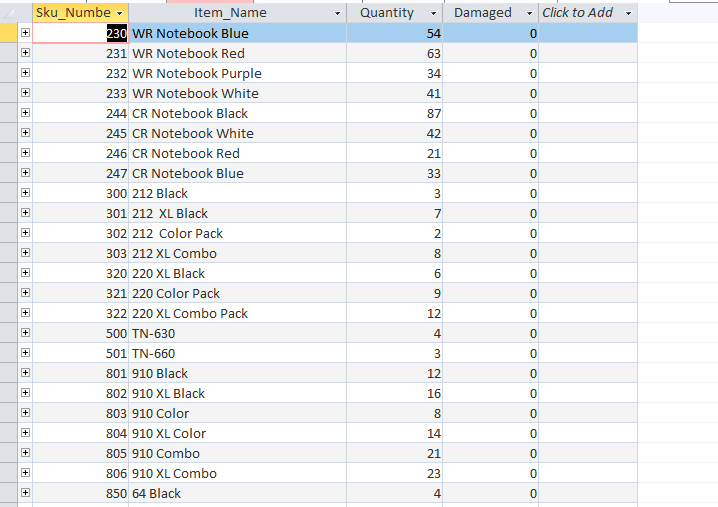 Sku_Numbe Item_Name Quantity Damaged Click to Add
230 WR Notebook Blue 54 0
231 WR Notebook Red 63 0
232 WR Notebook Purple 34 0
233 WR Notebook White 41 0
244 CR Notebook Black 87 0
245 CR Notebook White 42 0
246 CR Notebook Red 21 0
247 CR Notebook Blue 33 0
300 212 Black 3 0
301 212  XL Black 7 0
302 212  Color Pack 2 0
303 212 XL Combo 8 0
320 220 XL Black 6 0
321 220 Color Pack 9 0
322 220 XL Combo Pack 12 0
500 TN-630 4 0
501 TN-660 3 0
801 910 Black 12 0
802 910 XL Black 16 0
803 910 Color 8 0
804 910 XL Color 14 0
805 910 Combo 21 0
806 910 XL Combo 23 0
850 64 Black 4 0